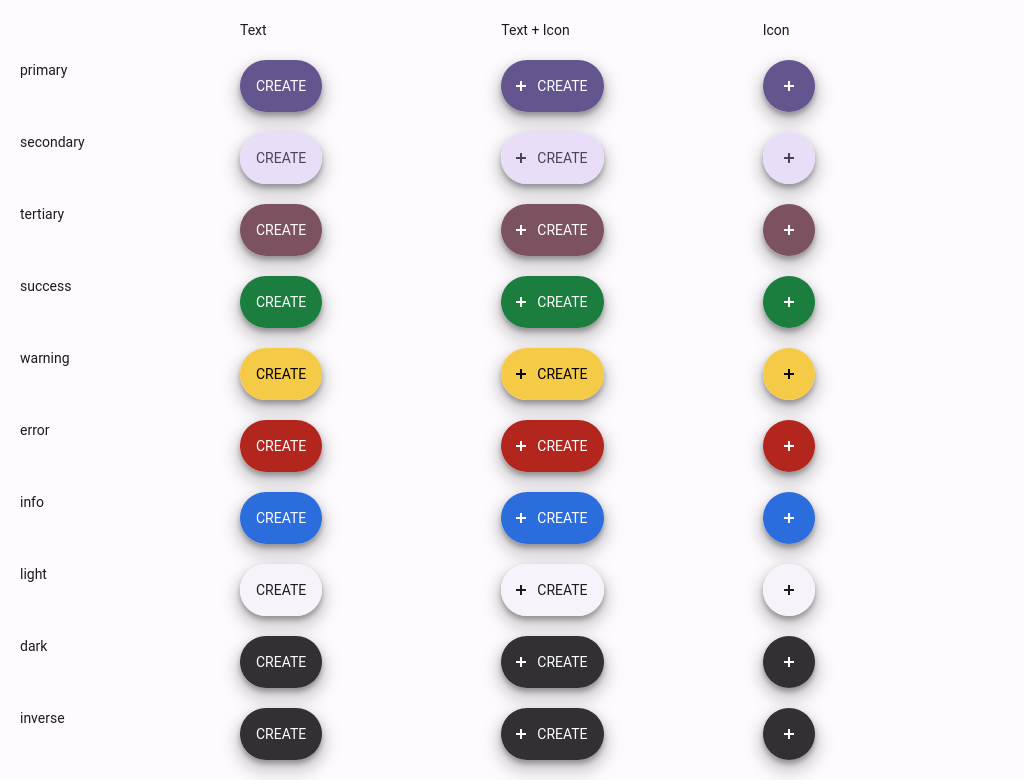 Text Text + Icon Icon
primary CREATE + CREATE +
secondary CREATE + CREATE +
tertiary CREATE + CREATE +
success CREATE + CREATE +
warning CREATE + CREATE +
error CREATE + CREATE +
info CREATE + CREATE +
light CREATE + CREATE +
dark CREATE + CREATE +
inverse CREATE + CREATE +